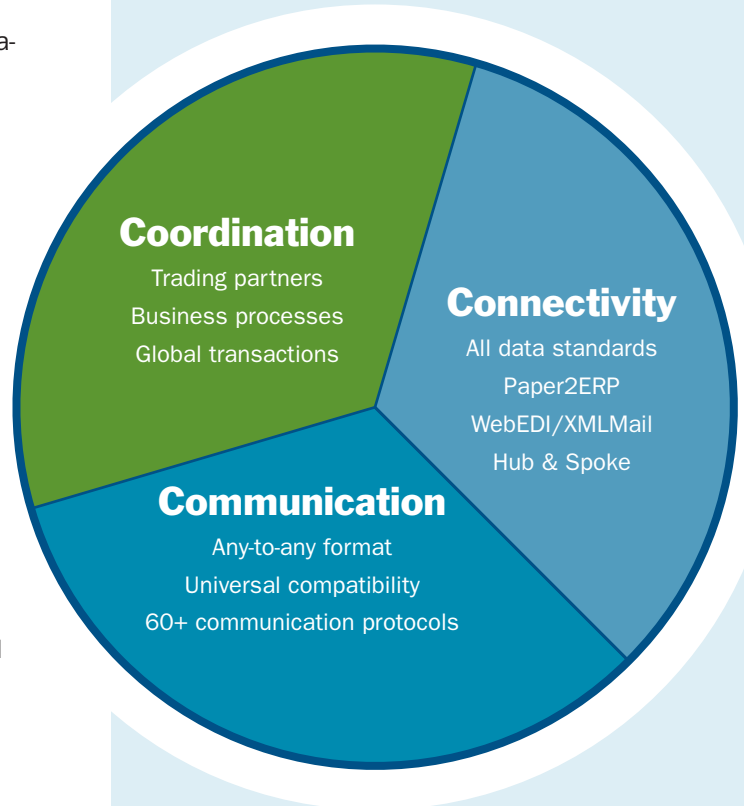 a-
Coordination
Trading partners
Business processes
Global transactions
Connectivity
All data standards
Paper2ERP
WebEDI/XMLMail
Hub & Spoke
Communication
Any-to-any format
Universal compatibility
60+ communication protocols